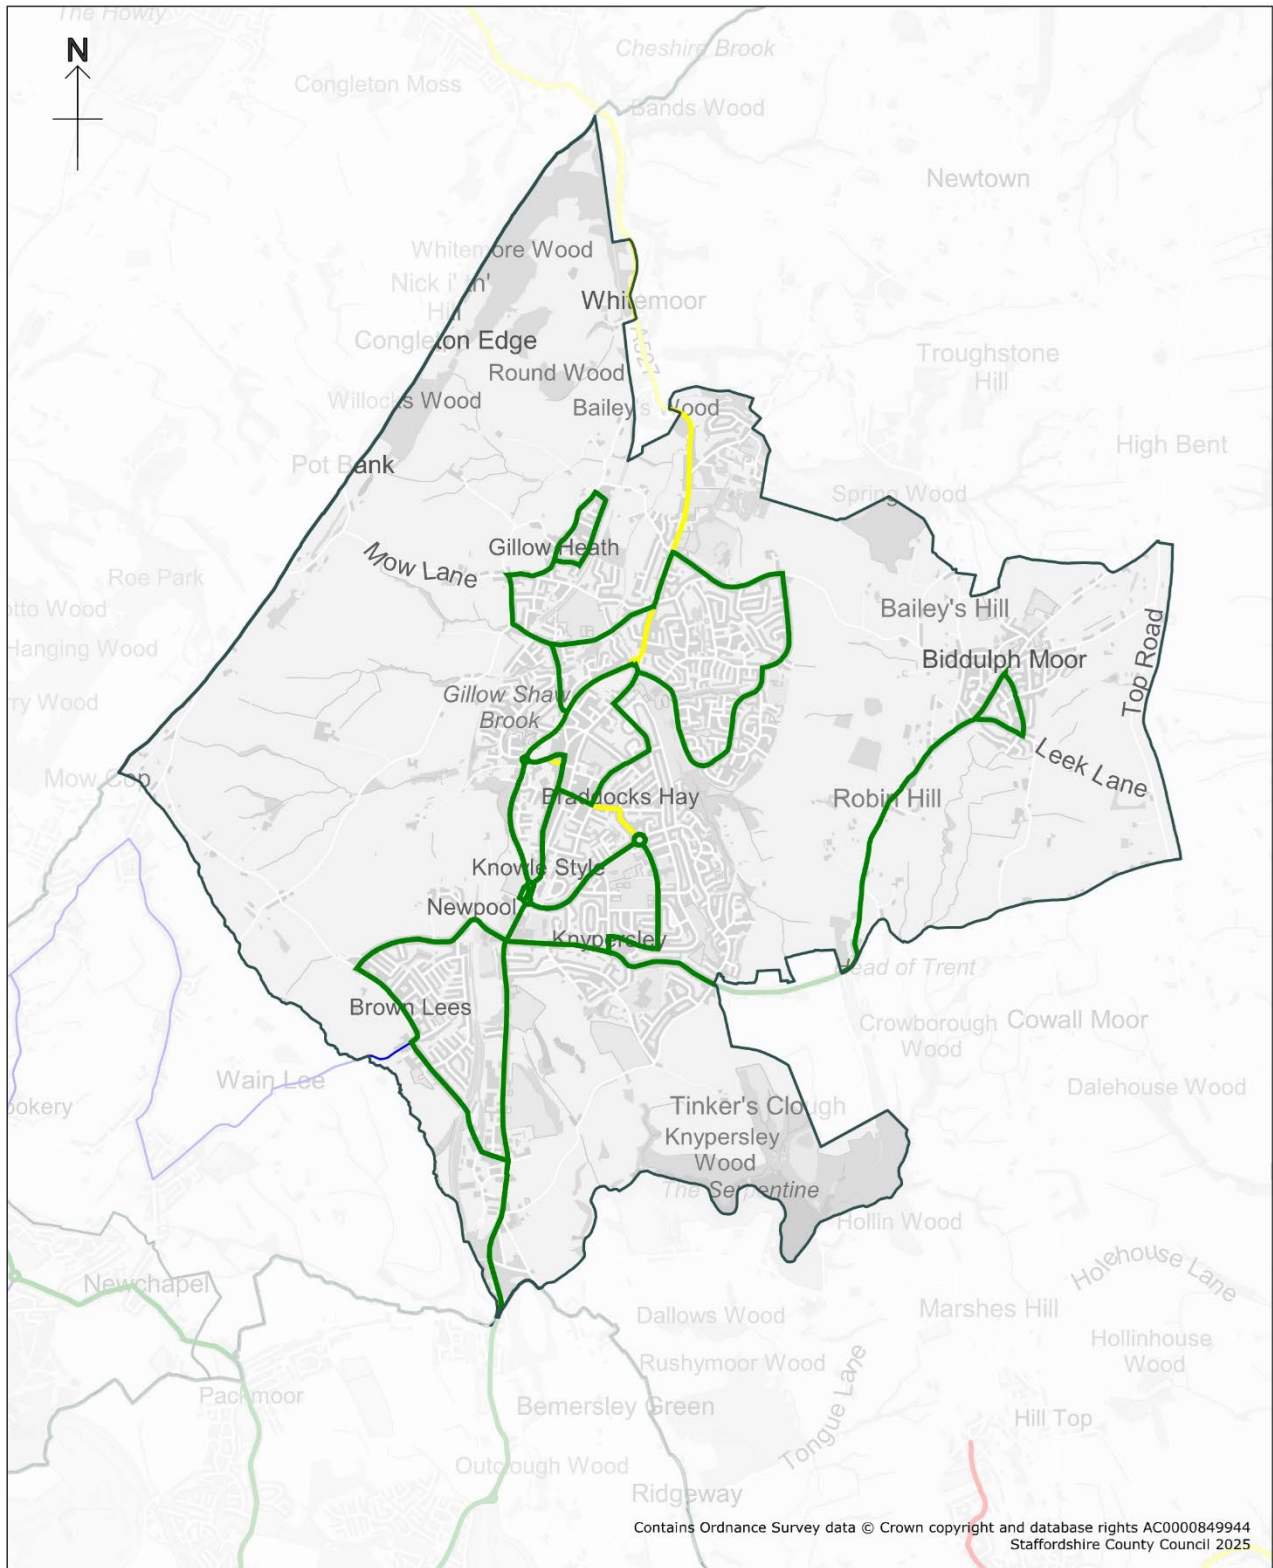 The Howty
N
Cheshire Brook
Congleton Moss
Bands Wood
Newtown
Whitemore Wood
Nick i' th'
Hill
Whitemoor
A527
Congleton Edge
Troughstone
Hill
Round Wood
Willocks Wood
Bailey's Wood
High Bent
Pot Bank
Spring Wood
Gillow Heath
Mow Lane
Roe Park
otto Wood
Bailey's Hill
Hanging Wood
Biddulph Moor
Top Road
rry Wood
Gillow Shaw
Brook
Leek Lane
Mow Cop
Braddocks Hay
Robin Hill
Knowle Style
Newpool
Knypersley
Head of Trent
Brown Lees
Crowborough
Wood
Cowall Moor
Wain Lee
Dalehouse Wood
ookery
Tinker's Clough
Knypersley
Wood
The Serpentine
Hollin Wood
Holehouse Lane
Newchapel
Dallows Wood
Marshes Hill
Hollinhouse
Wood
Rushymoor Wood
Packmoor
Bemersley Green
Tongue Lane
Hill Top
Outclough Wood
Ridgeway
Contains Ordnance Survey data © Crown copyright and database rights AC0000849944
Staffordshire County Council 2025